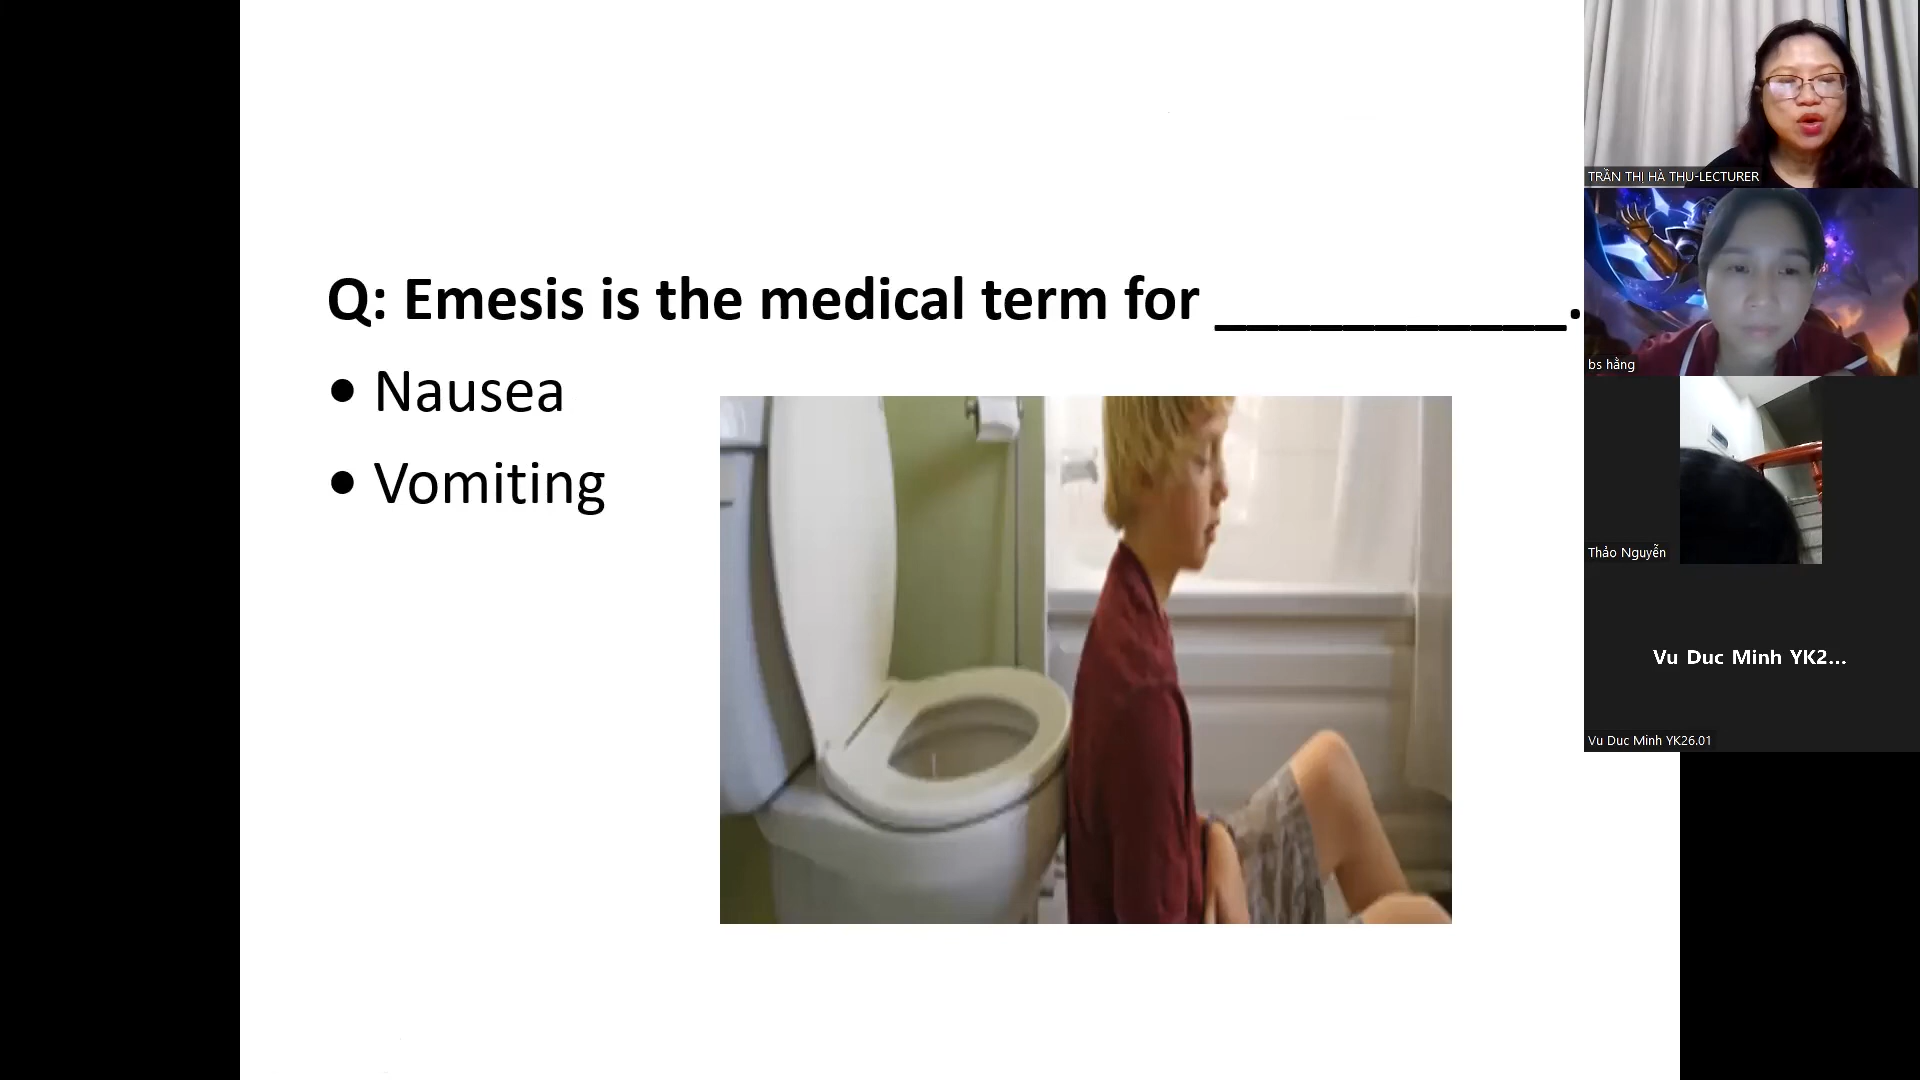 Q: Emesis is the medical term for ___________.
• Nausea
• Vomiting
TRẦN THỊ HÀ THU-LECTURER
bs hằng
Thảo Nguyễn
Vu Duc Minh YK2...
Vu Duc Minh YK26.01